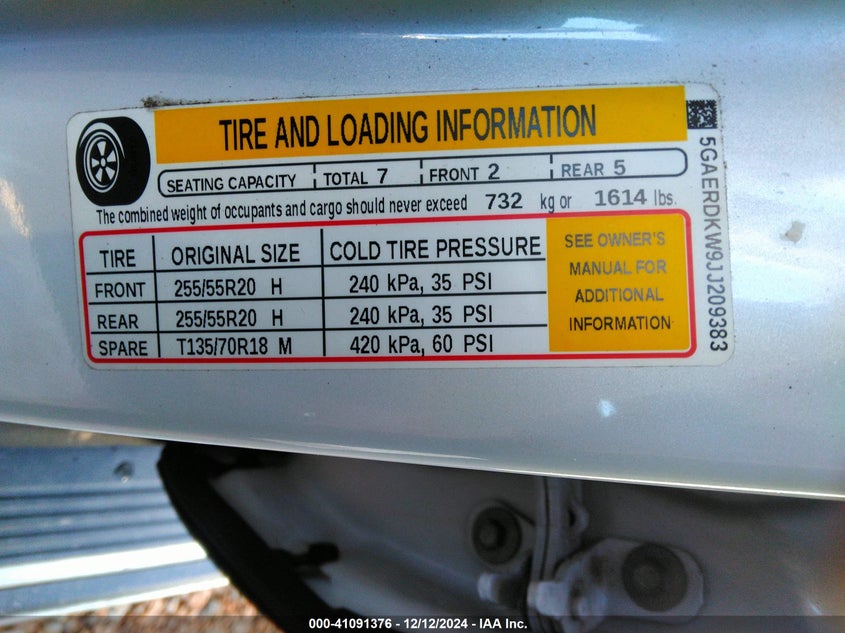 TIRE AND LOADING INFORMATION
SEATING CAPACITY TOTAL 7 FRONT 2 REAR 5
The combined weight of occupants and cargo should never exceed 732 kg or 1614 lbs.
TIRE ORIGINAL SIZE COLD TIRE PRESSURE
FRONT 255/55R20 H 240 kPa, 35 PSI
REAR 255/55R20 H 240 kPa, 35 PSI
SPARE T135/70R18 M 420 kPa, 60 PSI
SEE OWNER'S
MANUAL FOR
ADDITIONAL
INFORMATION
5GAERDKW9JJ209383
000-41091376 - 12/12/2024 - IAA Inc.